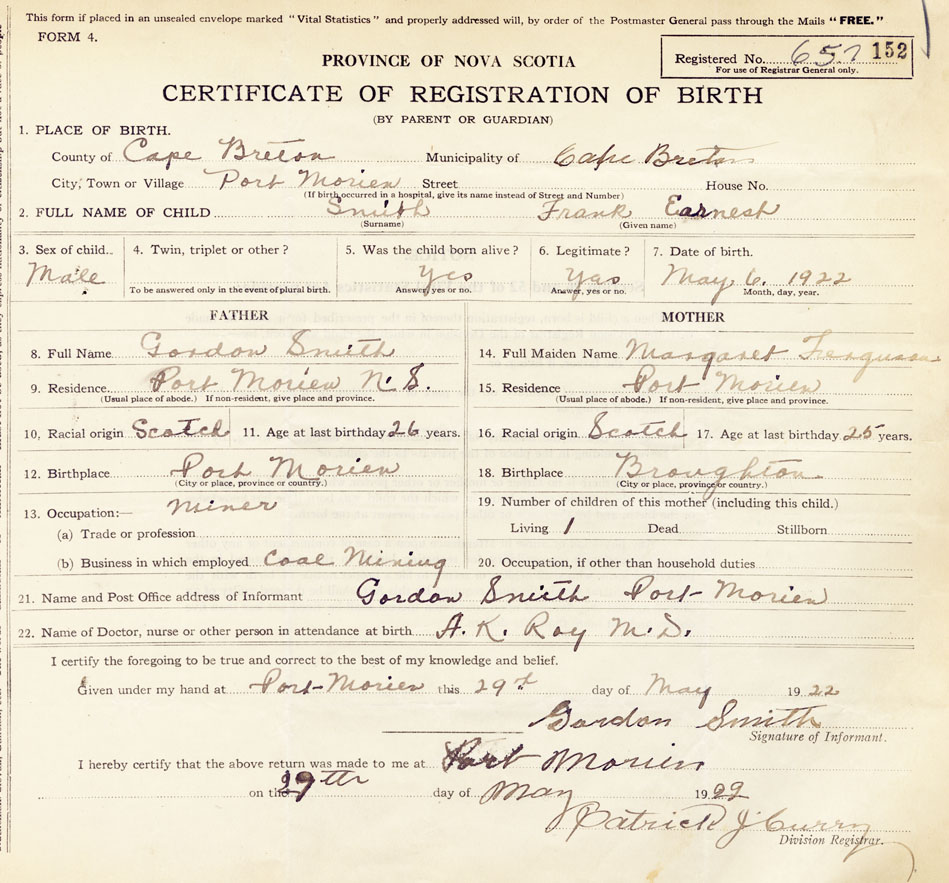 This form if placed in an unsealed envelope marked "Vital Statistics" and properly addressed will, by order of the Postmaster General pass through the Mails "FREE."
FORM 4.
Registered No. 657 152
For use of Registrar General only.
PROVINCE OF NOVA SCOTIA
CERTIFICATE OF REGISTRATION OF BIRTH
(BY PARENT OR GUARDIAN)
1. PLACE OF BIRTH.
County of Cape Breton Municipality of Cape Breton
City, Town or Village Port Morien Street House No.
(If birth occurred in a hospital, give its name instead of Street and Number)
2. FULL NAME OF CHILD Smith Frank Earnest
(Surname) (Given name)
3. Sex of child. 4. Twin, triplet or other? 5. Was the child born alive? 6. Legitimate? 7. Date of birth.
Male Yes Yas May 6. 1922
To be answered only in the event of plural birth. Answer, yes or no. Answer, yes or no. Month, day, year.
FATHER MOTHER
8. Full Name Gordon Smith 14. Full Maiden Name Margaret Ferguson
9. Residence Port Morien N.S. 15. Residence Port Morien
(Usual place of abode.) If non-resident, give place and province. (Usual place of abode.) If non-resident, give place and province.
10. Racial origin Scotch 11. Age at last birthday 26 years. 16. Racial origin Scotch 17. Age at last birthday 25 years.
12. Birthplace Port Morien 18. Birthplace Broughton
(City or place, province or country.) (City or place, province or country.)
13. Occupation:— Miner 19. Number of children of this mother (including this child.)
(a) Trade or profession Living 1 Dead Stillborn
(b) Business in which employed Coal Mining 20. Occupation, if other than household duties
21. Name and Post Office address of Informant Gordon Smith Port Morien
22. Name of Doctor, nurse or other person in attendance at birth A. K. Roy M.D.
I certify the foregoing to be true and correct to the best of my knowledge and belief.
Given under my hand at Port Morien this 29th day of May 1922
Gordon Smith
Signature of Informant.
I hereby certify that the above return was made to me at Port Morien
on the 29th day of May 1922
Patrick J Curry
Division Registrar.